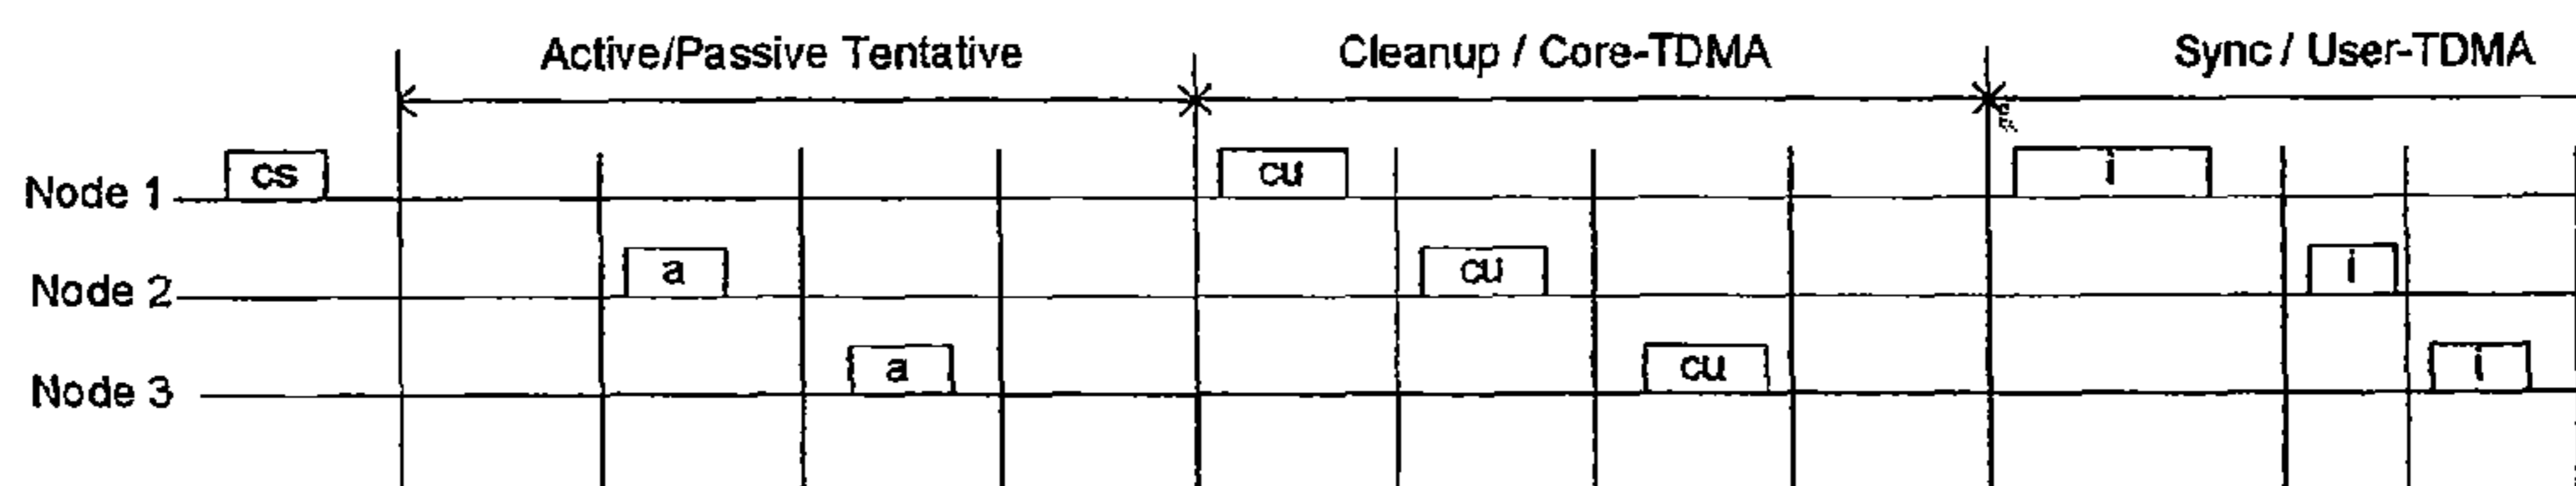 Active/Passive Tentative Cleanup / Core-TDMA Sync / User-TDMA
Node 1 cs cu i
Node 2 a cu i
Node 3 a cu i